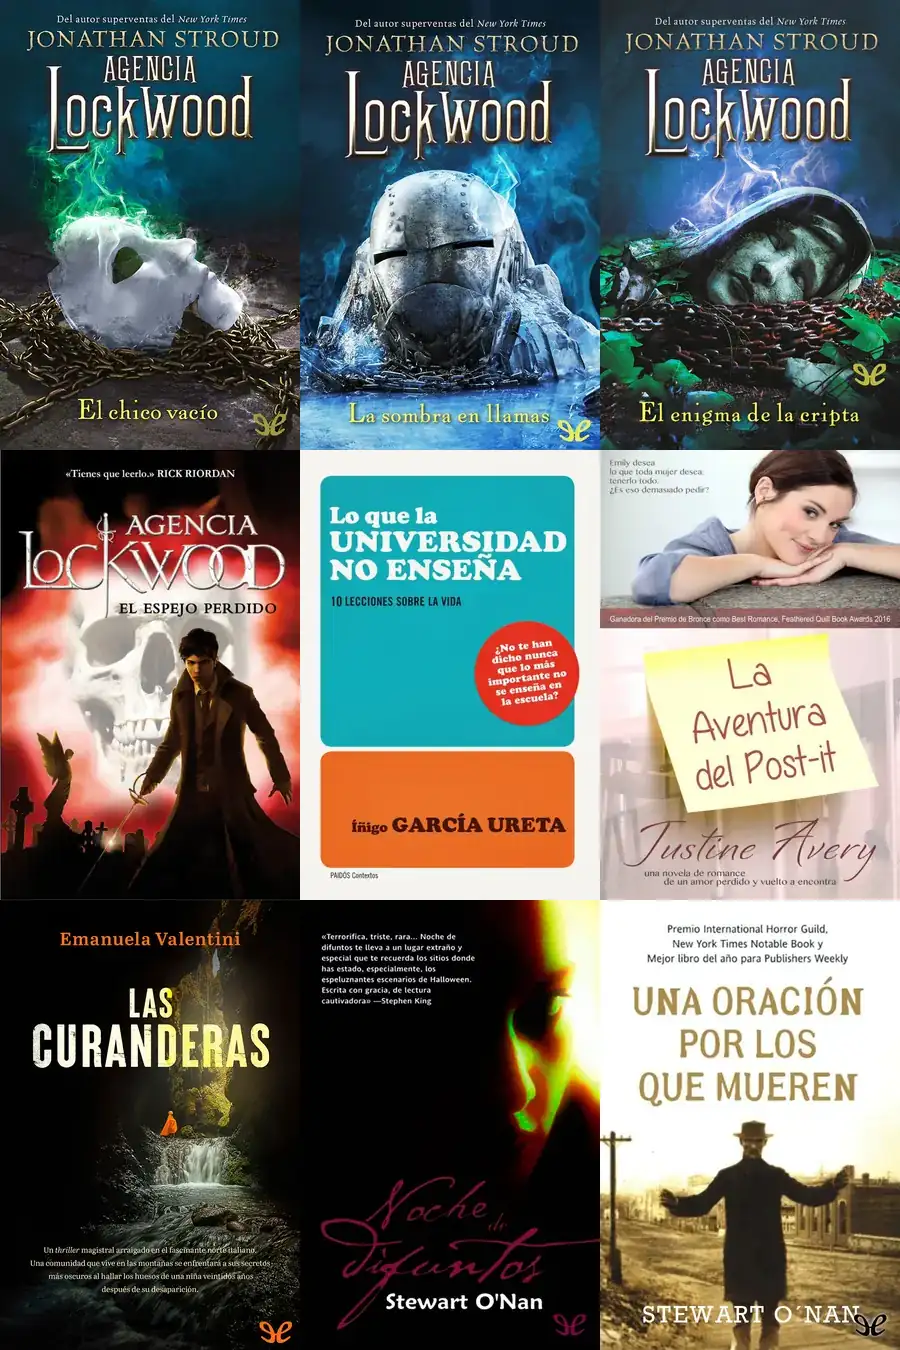 Del autor superventas del New York Times
JONATHAN STROUD
AGENCIA
LOCKWOOD
El chico vacío
Del autor superventas del New York Times
JONATHAN STROUD
AGENCIA
LOCKWOOD
La sombra en llamas
Del autor superventas del New York Times
JONATHAN STROUD
AGENCIA
LOCKWOOD
El enigma de la cripta
«Tienes que leerlo.» RICK RIORDAN
AGENCIA
LOCKWOOD
EL ESPEJO PERDIDO
Lo que la
UNIVERSIDAD
NO ENSEÑA
10 LECCIONES SOBRE LA VIDA
¿No te han
dicho nunca
que lo más
importante no
se enseña en
la escuela?
íñigo GARCÍA URETA
PAIDÓS Contextos
Emily desea
lo que toda mujer desea:
tenerlo todo.
¿Es eso demasiado pedir?
Ganadora del Premio de Bronce como Best Romance, Feathered Quill Book Awards 2016
La
Aventura
del Post-it
Justine Avery
una novela de romance
de un amor perdido y vuelto a encontra
Emanuela Valentini
LAS
CURANDERAS
Un thriller magistral arraigado en el fascinante norte italiano.
Una comunidad que vive en las montañas se enfrentará a sus secretos
más oscuros al hallar los huesos de una niña veintidós años
después de su desaparición.
«Terrorífica, triste, rara... Noche de
difuntos te lleva a un lugar extraño y
especial que te recuerda los sitios donde
has estado, especialmente, los
espeluznantes escenarios de Halloween.
Escrita con gracia, de lectura
cautivadora» —Stephen King
Noche
de
difuntos
Stewart O'Nan
Premio International Horror Guild,
New York Times Notable Book y
Mejor libro del año para Publishers Weekly
UNA ORACIÓN
POR LOS
QUE MUEREN
STEWART O´NAN